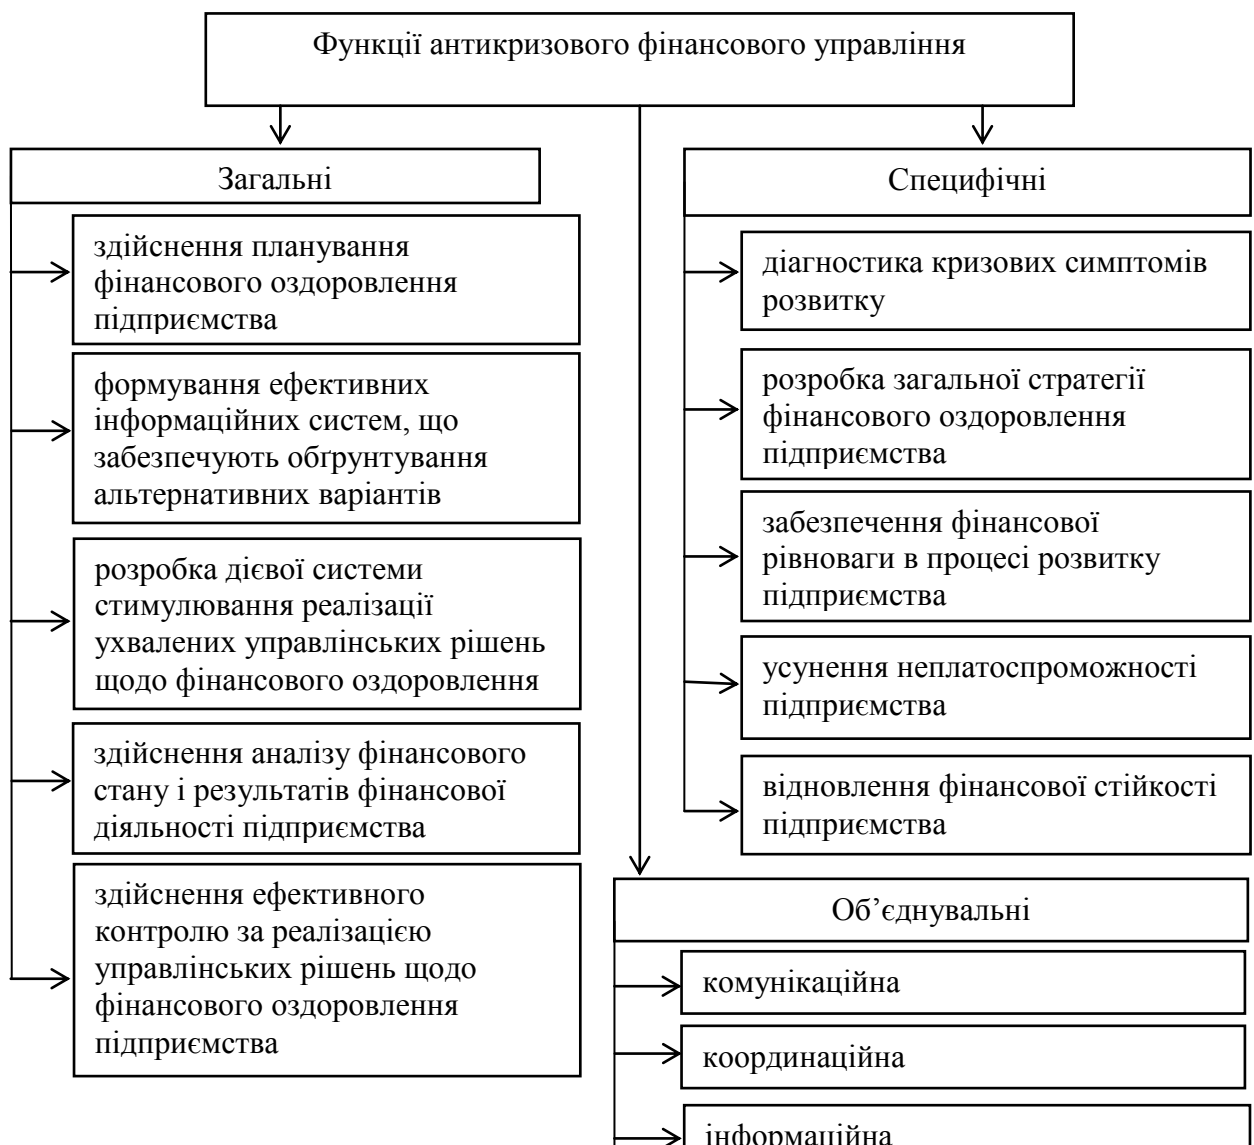 Функції антикризового фінансового управління
Загальні
здійснення планування
фінансового оздоровлення
підприємства
формування ефективних
інформаційних систем, що
забезпечують обґрунтування
альтернативних варіантів
розробка дієвої системи
стимулювання реалізації
ухвалених управлінських рішень
щодо фінансового оздоровлення
здійснення аналізу фінансового
стану і результатів фінансової
діяльності підприємства
здійснення ефективного
контролю за реалізацією
управлінських рішень щодо
фінансового оздоровлення
підприємства
Специфічні
діагностика кризових симптомів
розвитку
розробка загальної стратегії
фінансового оздоровлення
підприємства
забезпечення фінансової
рівноваги в процесі розвитку
підприємства
усунення неплатоспроможності
підприємства
відновлення фінансової стійкості
підприємства
Об’єднувальні
комунікаційна
координаційна
інформаційна